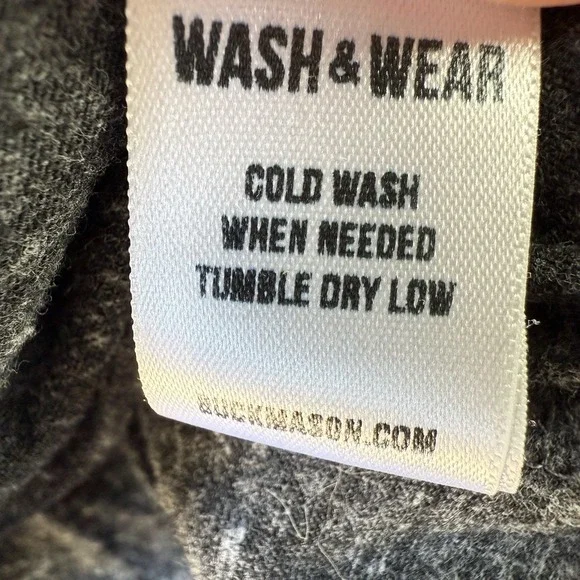 WASH & WEAR
COLD WASH
WHEN NEEDED
TUMBLE DRY LOW
BUCKMASON.COM